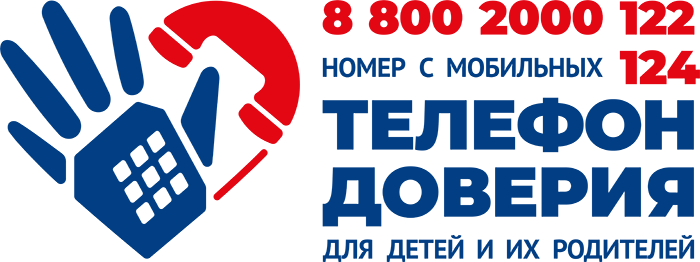 8 800 2000 122
НОМЕР С МОБИЛЬНЫХ 124
ТЕЛЕФОН
ДОВЕРИЯ
ДЛЯ ДЕТЕЙ И ИХ РОДИТЕЛЕЙ